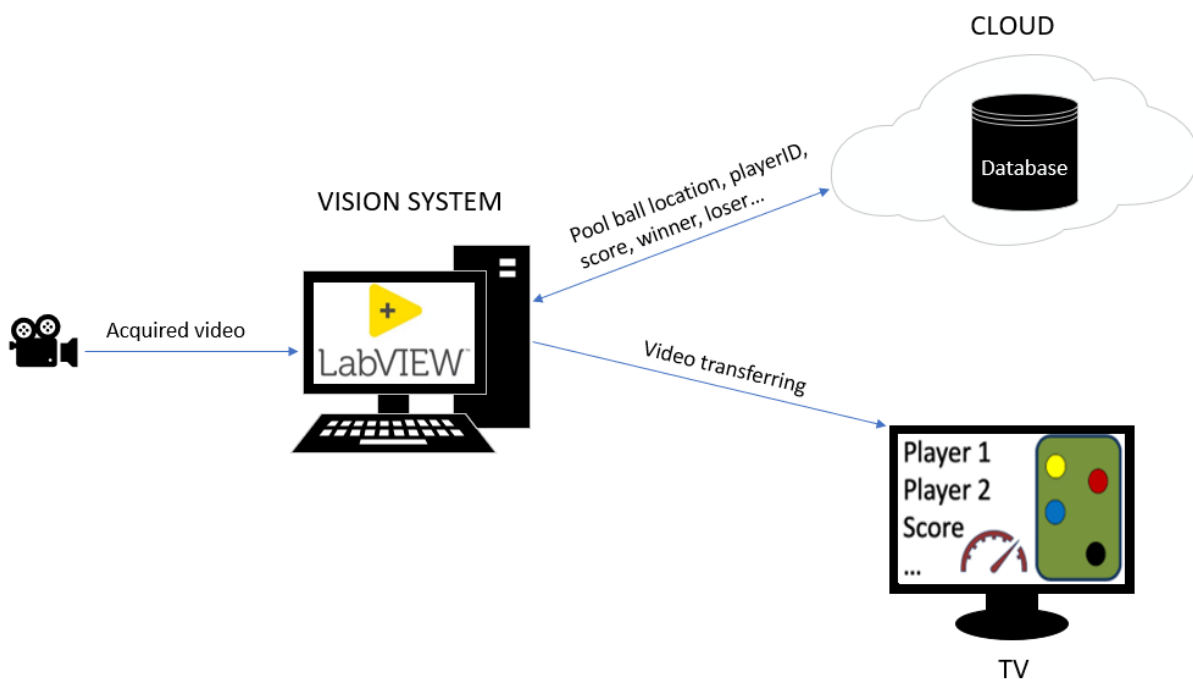 CLOUD
Database
Pool ball location, playerID,
score, winner, loser...
VISION SYSTEM
LabVIEW™
Acquired video
Video transferring
Player 1
Player 2
Score
...
TV